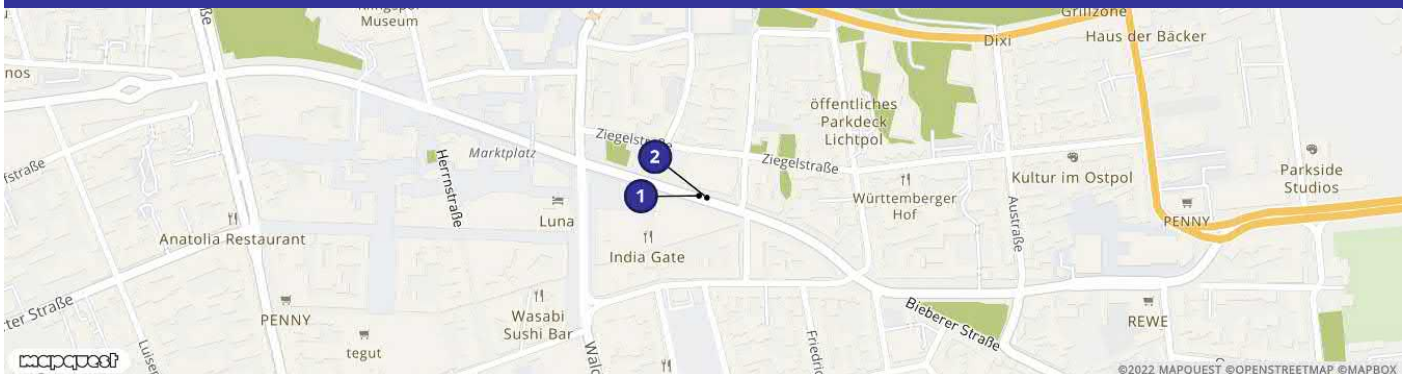 Museum
Grillzone
Dixi
Haus der Bäcker
nos
öffentliches
Parkdeck
Lichtpol
Ziegelstraße
Marktplatz
2
Ziegelstraße
Herrnstraße
Kultur im Ostpol
Parkside
Studios
1
Württemberger
Hof
Austraße
PENNY
Luna
Anatolia Restaurant
India Gate
Bieberer Straße
PENNY
Wasabi
Sushi Bar
REWE
tegut
mapquest
©2022 MAPQUEST ©OPENSTREETMAP ©MAPBOX